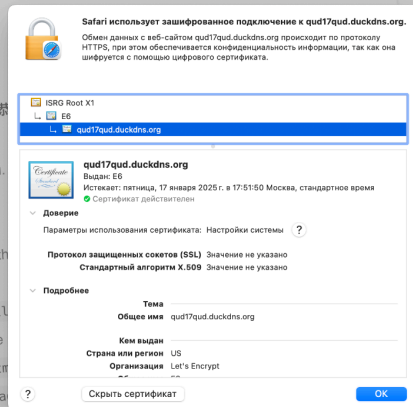 Safari использует зашифрованное подключение к qud17qud.duckdns.org.
Обмен данных с веб-сайтом qud17qud.duckdns.org происходит по протоколу
HTTPS, при этом обеспечивается конфиденциальность информации, так как она
шифруется с помощью цифрового сертификата.
ISRG Root X1
E6
qud17qud.duckdns.org
Certificate
Standard
qud17qud.duckdns.org
Выдан: E6
Истекает: пятница, 17 января 2025 г. в 17:51:50 Москва, стандартное время
Сертификат действителен
Доверие
Параметры использования сертификата: Настройки системы ?
Протокол защищенных сокетов (SSL) Значение не указано
Стандартный алгоритм X.509 Значение не указано
Подробнее
Тема
Общее имя qud17qud.duckdns.org
Кем выдан
Страна или регион US
Организация Let's Encrypt
? Скрыть сертификат OK